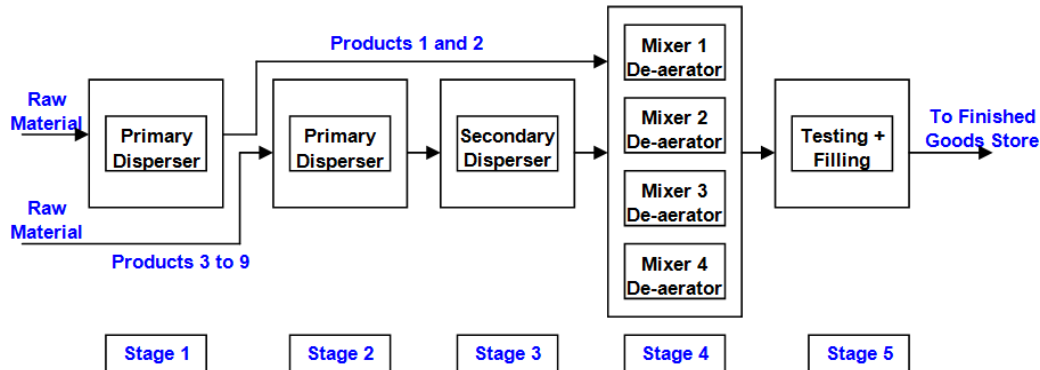 Products 1 and 2
Raw
Material
Primary
Disperser
Primary
Disperser
Secondary
Disperser
Mixer 1
De-aerator
Mixer 2
De-aerator
Mixer 3
De-aerator
Mixer 4
De-aerator
Testing +
Filling
To Finished
Goods Store
Raw
Material
Products 3 to 9
Stage 1
Stage 2
Stage 3
Stage 4
Stage 5